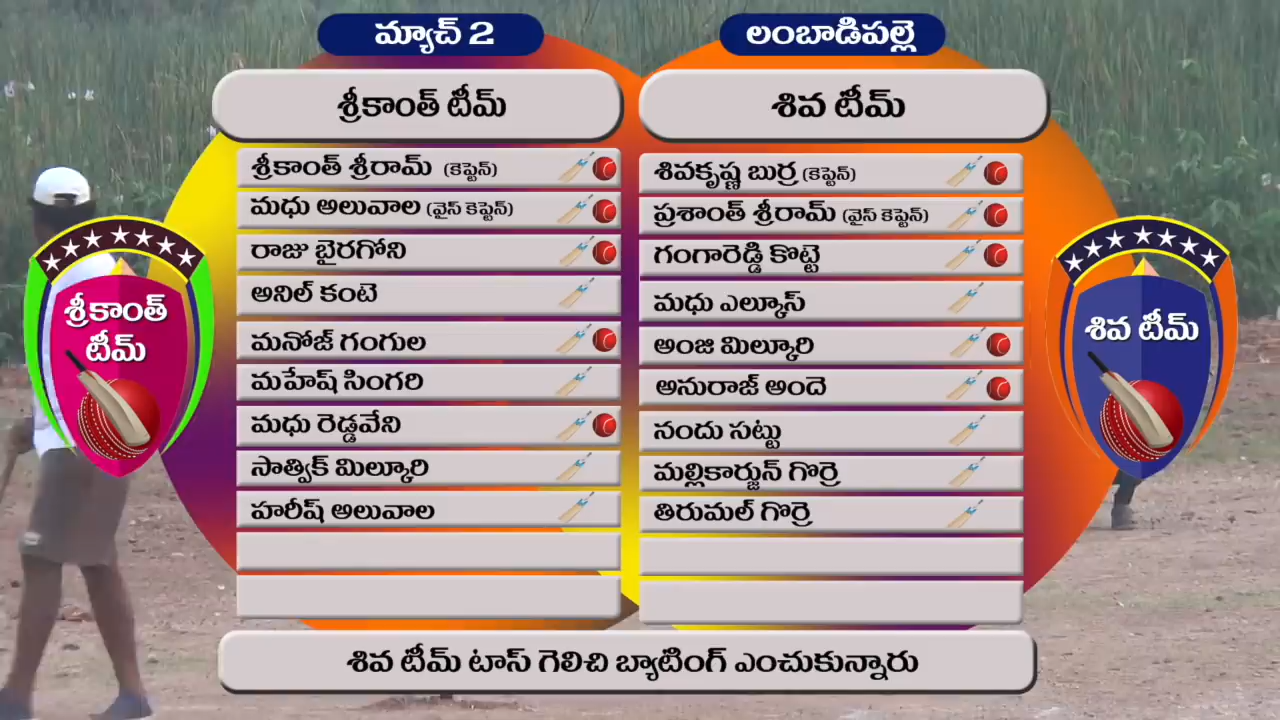 మ్యాచ్ 2
లంబాడిపల్లె
శ్రీకాంత్ టీమ్
శివ టీమ్
శ్రీకాంత్ శ్రీరామ్ (కెప్టెన్)
మధు అలువాల (వైస్ కెప్టెన్)
రాజు బైరగోని
అనిల్ కంటె
మనోజ్ గంగుల
మహేష్ సింగరి
మధు రెడ్డవేని
సాత్విక్ మిల్కూరి
హరీష్ అలువాల
శివకృష్ణ బుర్ర (కెప్టెన్)
ప్రశాంత్ శ్రీరామ్ (వైస్ కెప్టెన్)
గంగారెడ్డి కొట్టె
మధు ఎల్కూస్
అంజి మిల్కూరి
అనురాజ్ అందె
నందు సట్టు
మల్లికార్జున్ గొర్రె
తిరుమల్ గొర్రె
శ్రీకాంత్
టీమ్
శివ టీమ్
శివ టీమ్ టాస్ గెలిచి బ్యాటింగ్ ఎంచుకున్నారు